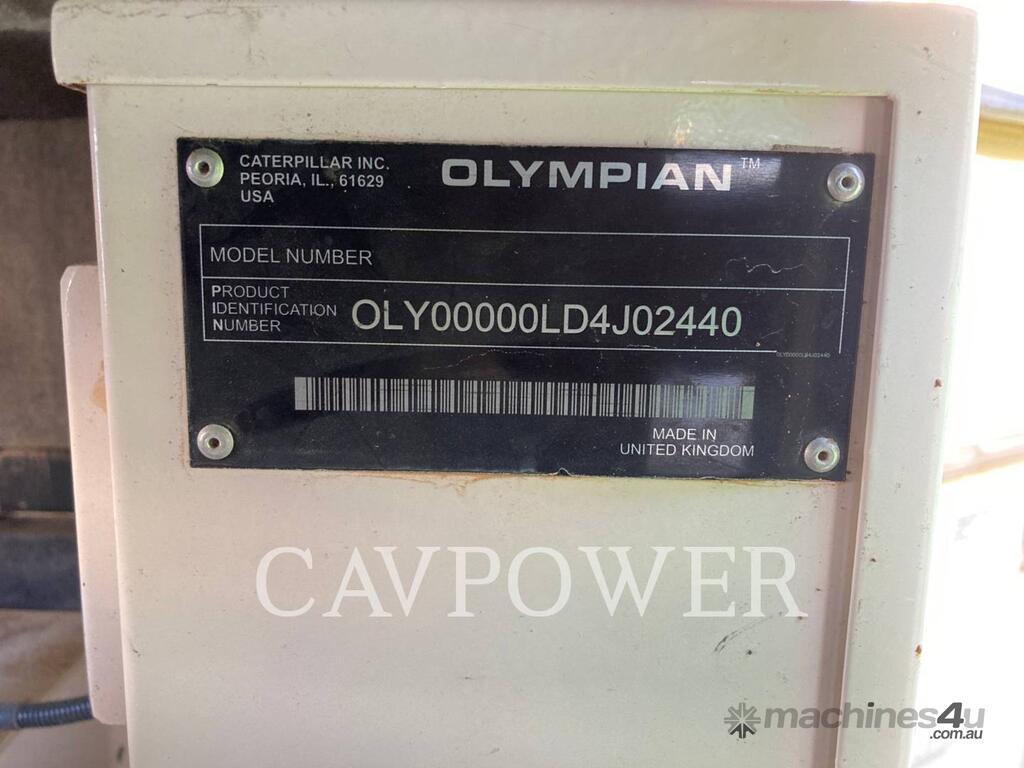 CATERPILLAR INC.
PEORIA, IL., 61629
USA
OLYMPIAN™
MODEL NUMBER
PRODUCT
IDENTIFICATION
NUMBER
OLY00000LD4J02440
OLY00000LD4J02440
MADE IN
UNITED KINGDOM
CAVPOWER
machines4u
.com.au